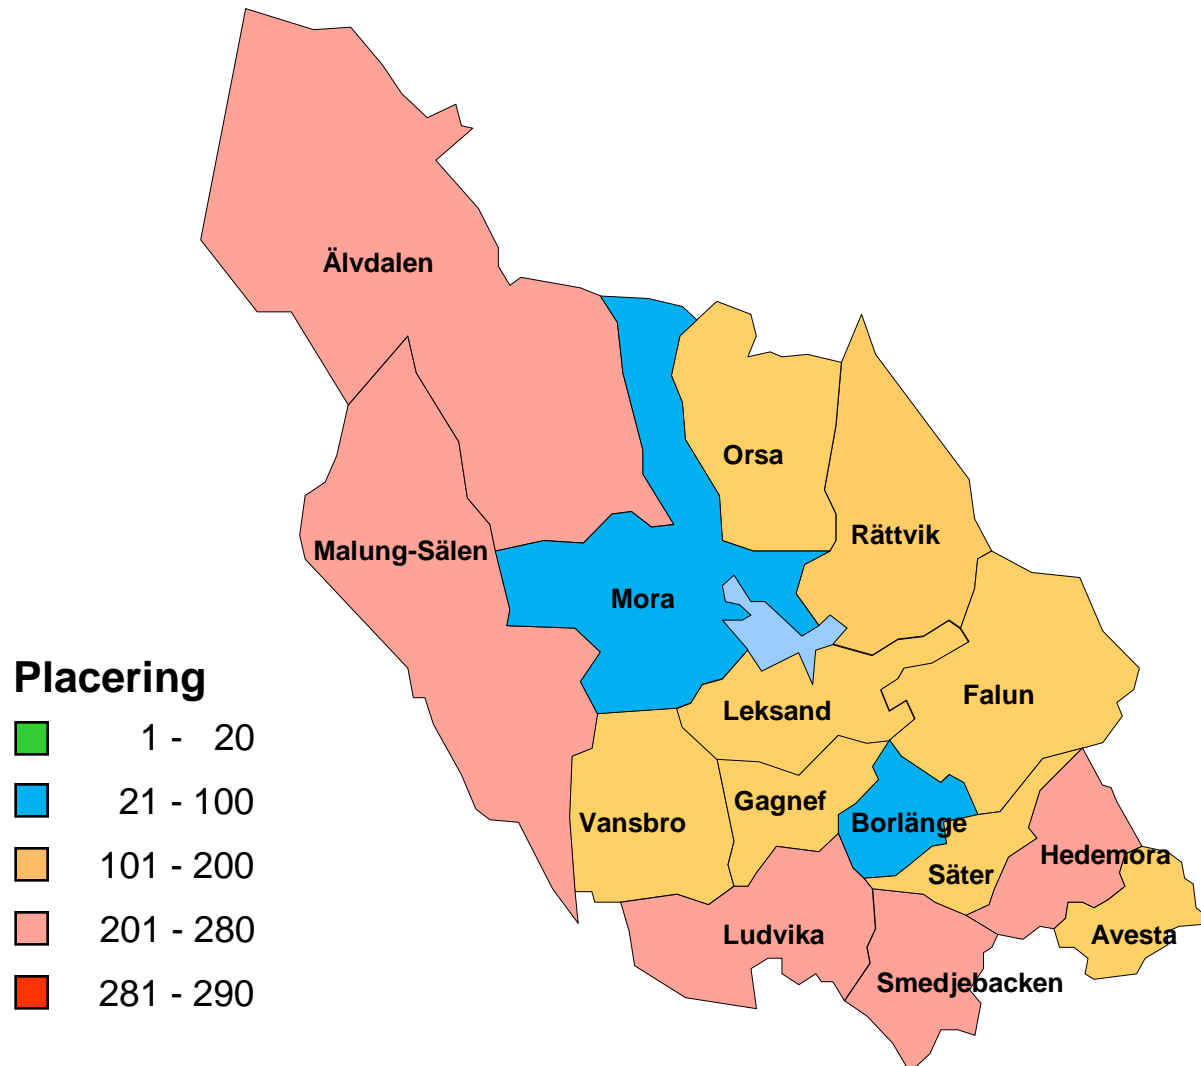 Älvdalen
Orsa
Rättvik
Malung-Sälen
Mora
Placering
1 - 20
21 - 100
101 - 200
201 - 280
281 - 290
Leksand
Falun
Gagnef
Vansbro
Borlänge
Hedemora
Säter
Ludvika
Avesta
Smedjebacken